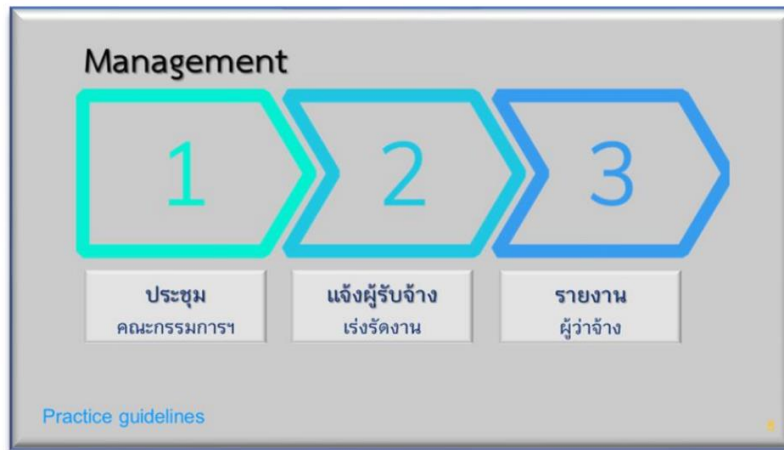 Management
1 2 3
ประชุม แจ้งผู้รับจ้าง รายงาน
คณะกรรมการฯ เร่งรัดงาน ผู้ว่าจ้าง
Practice guidelines